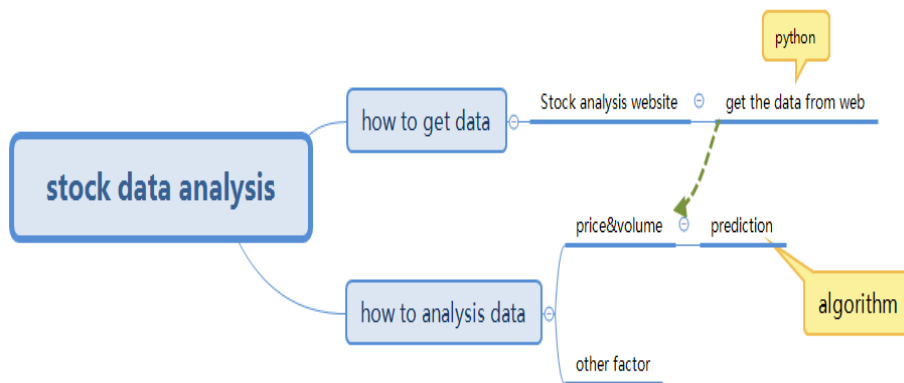 python
Stock analysis website
get the data from web
how to get data
stock data analysis
price&volume
prediction
algorithm
how to analysis data
other factor